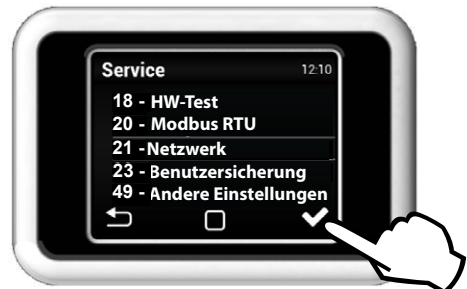 Service 12:10
18 - HW-Test
20 - Modbus RTU
21 -Netzwerk
23 - Benutzersicherung
49 - Andere Einstellungen